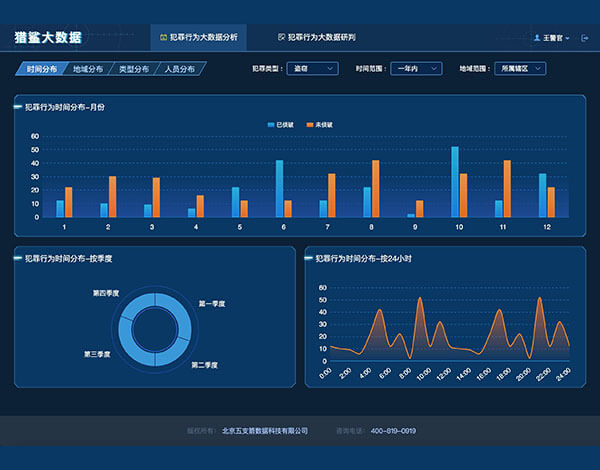 猎鲨大数据
犯罪行为大数据分析
犯罪行为大数据研判
王警官
时间分布
地域分布
类型分布
人员分布
犯罪类型：
盗窃
时间范围：
一年内
地域范围：
所属辖区
犯罪行为时间分布-月份
已侦破
未侦破
60
50
40
30
20
10
0
1 2 3 4 5 6 7 8 9 10 11 12
犯罪行为时间分布-按季度
第四季度
第一季度
第三季度
第二季度
犯罪行为时间分布-按24小时
60
50
40
30
20
10
0
0:00 2:00 4:00 6:00 8:00 9:00 10:00 12:00 14:00 16:00 18:00 20:00 22:00 24:00
版权所有：
北京五支箭数据科技有限公司
咨询电话：
400-819-0919